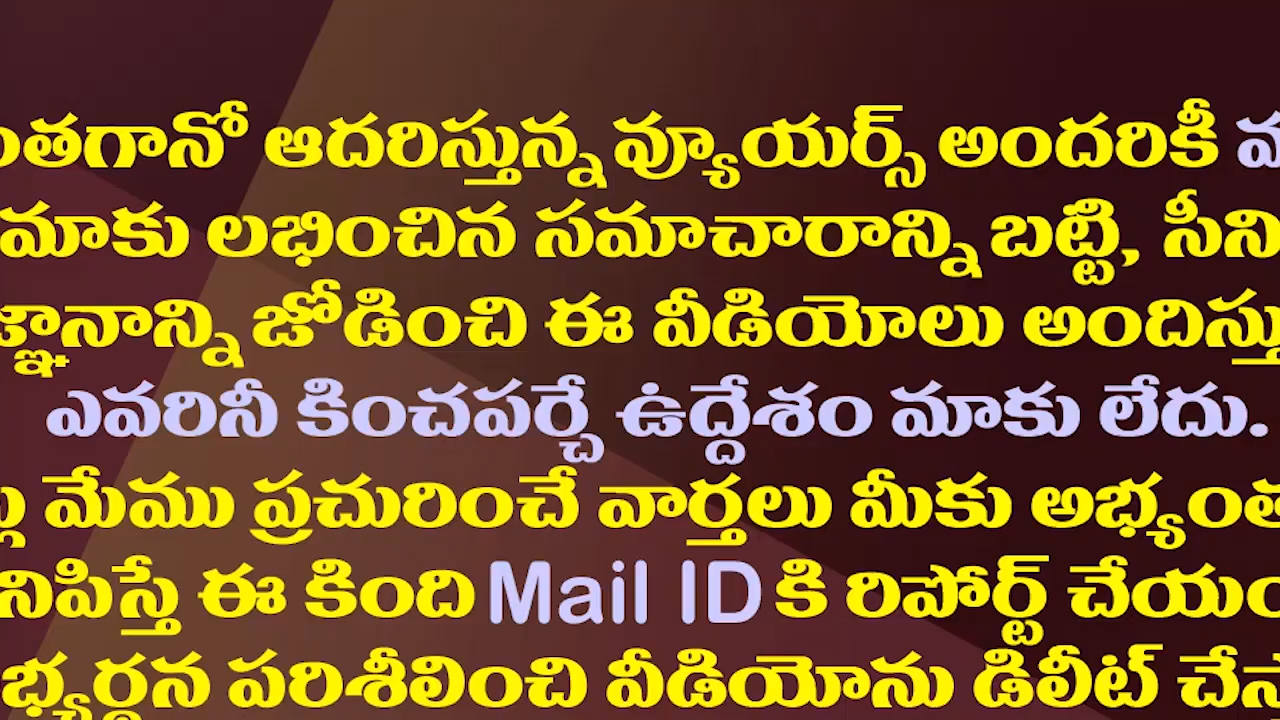 ంతగానో ఆదరిస్తున్న వ్యూయర్స్ అందరికీ
మాకు లభించిన సమాచారాన్ని బట్టి, సీని
జ్ఞానాన్ని జోడించి ఈ వీడియోలు అందిస్తు
ఎవరినీ కించపర్చే ఉద్దేశం మాకు లేదు.
మేము ప్రచురించే వార్తలు మీకు అభ్యంత
నిపిస్తే ఈ కింది Mail ID కి రిపోర్ట్ చేయం
భ్యర్థన పరిశీలించి వీడియోను డిలీట్ చేస